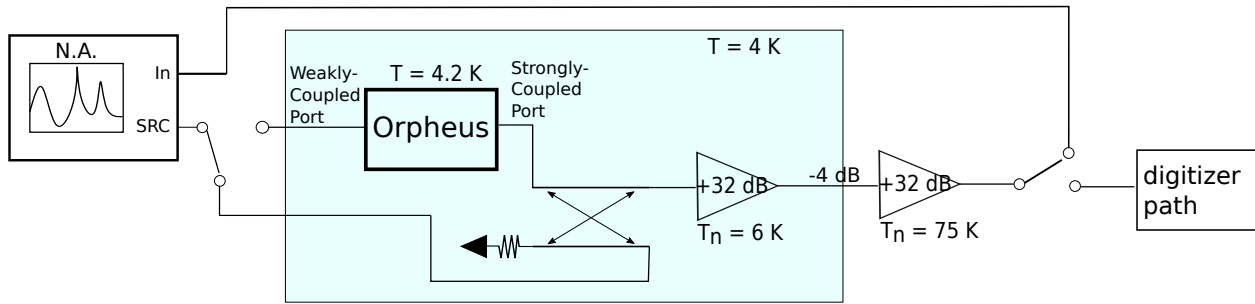 N.A.
In
SRC
T = 4 K
Weakly-
Coupled
Port
T = 4.2 K
Orpheus
Strongly-
Coupled
Port
+32 dB
Tn = 6 K
-4 dB
+32 dB
Tn = 75 K
digitizer
path